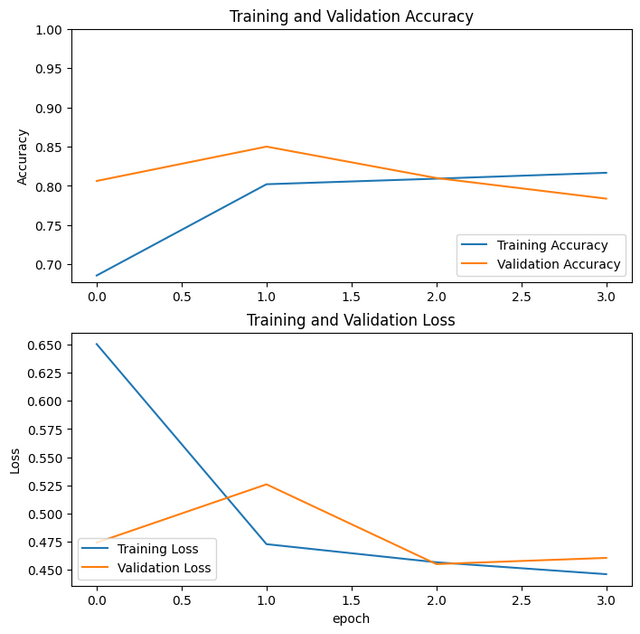 Training and Validation Accuracy
1.00
0.95
0.90
0.85
0.80
0.75
0.70
Accuracy
Training Accuracy
Validation Accuracy
0.0 0.5 1.0 1.5 2.0 2.5 3.0
Training and Validation Loss
0.650
0.625
0.600
0.575
0.550
0.525
0.500
0.475
0.450
Loss
Training Loss
Validation Loss
0.0 0.5 1.0 1.5 2.0 2.5 3.0
epoch